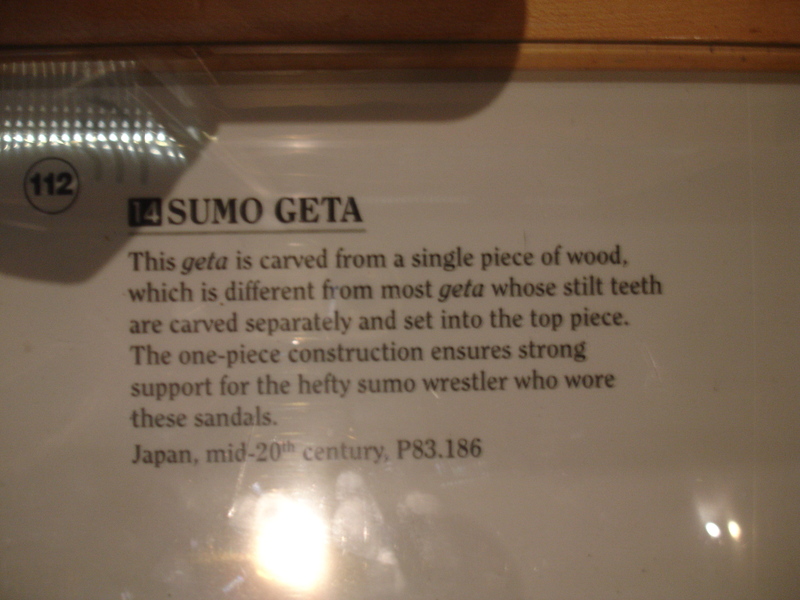 112
14 SUMO GETA
This geta is carved from a single piece of wood,
which is different from most geta whose stilt teeth
are carved separately and set into the top piece.
The one-piece construction ensures strong
support for the hefty sumo wrestler who wore
these sandals.
Japan, mid-20th century, P83.186